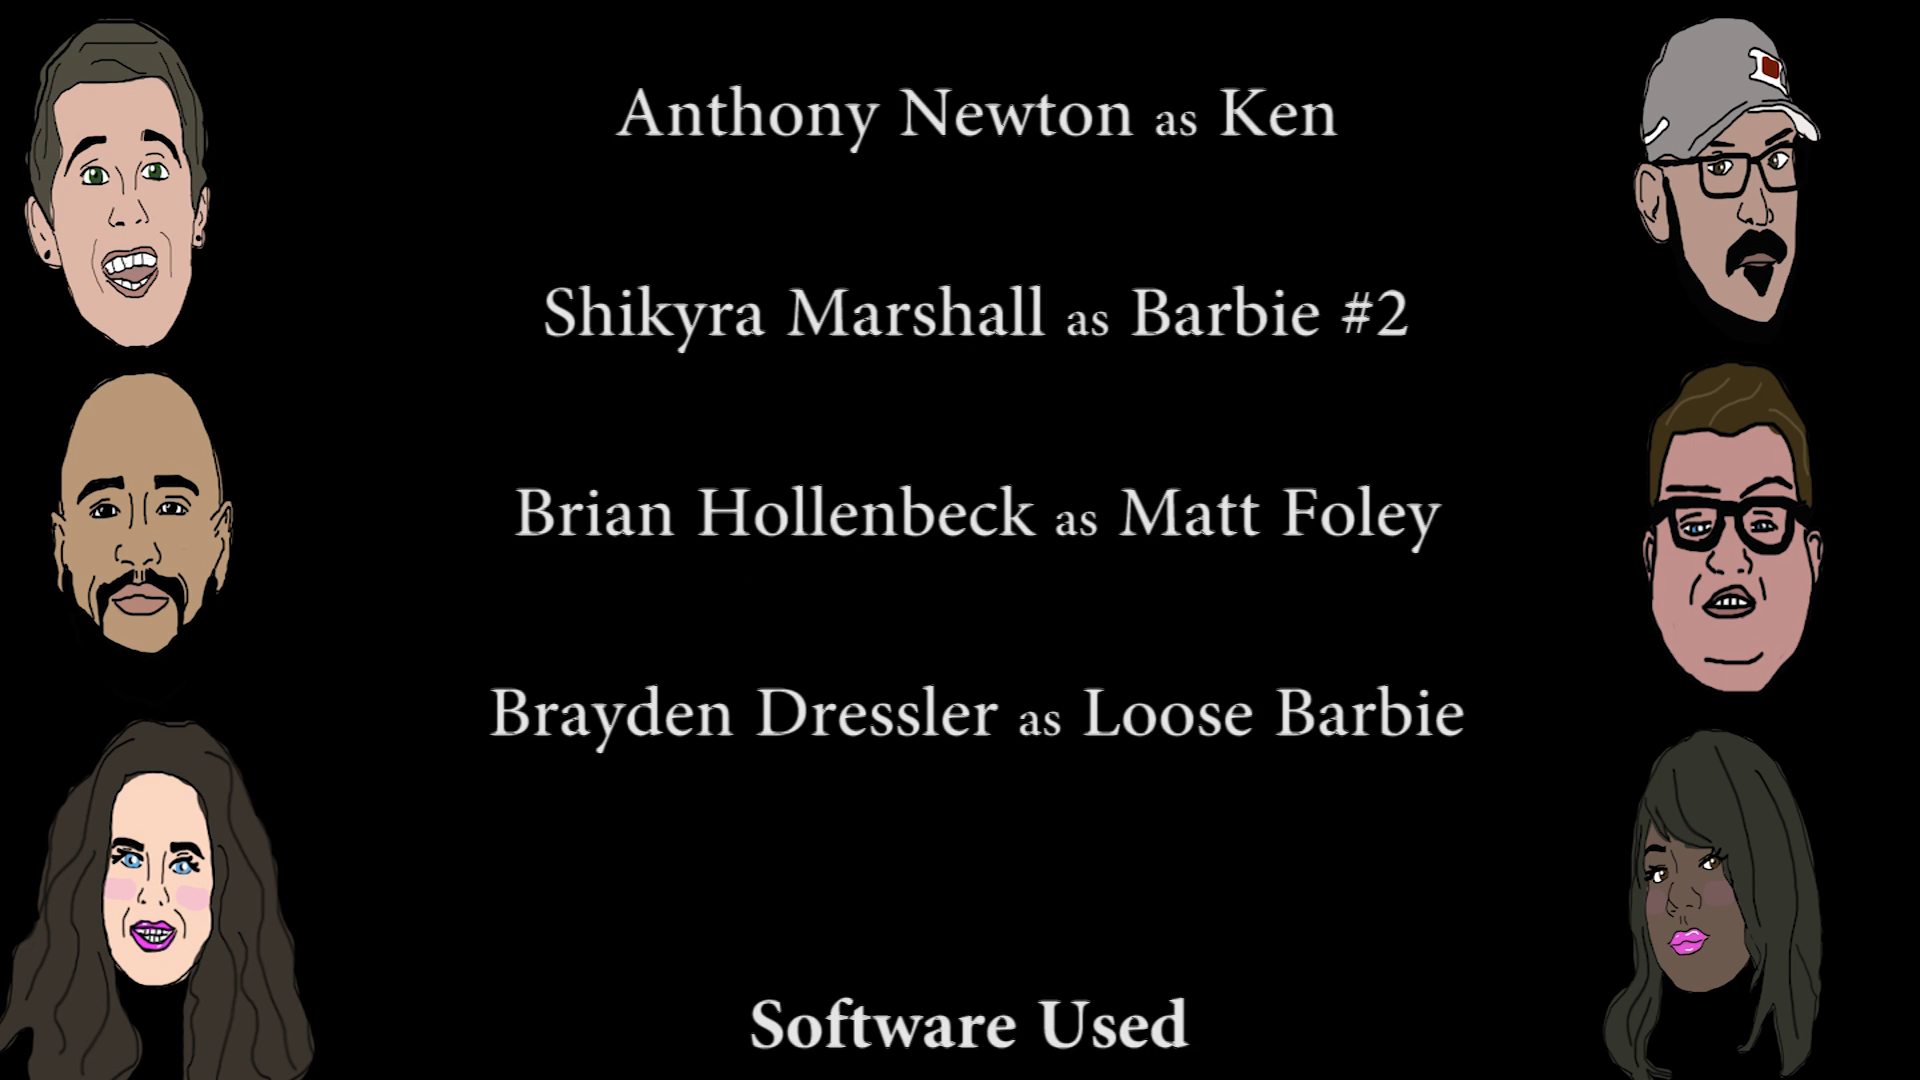 Anthony Newton as Ken
Shikyra Marshall as Barbie #2
Brian Hollenbeck as Matt Foley
Brayden Dressler as Loose Barbie
Software Used